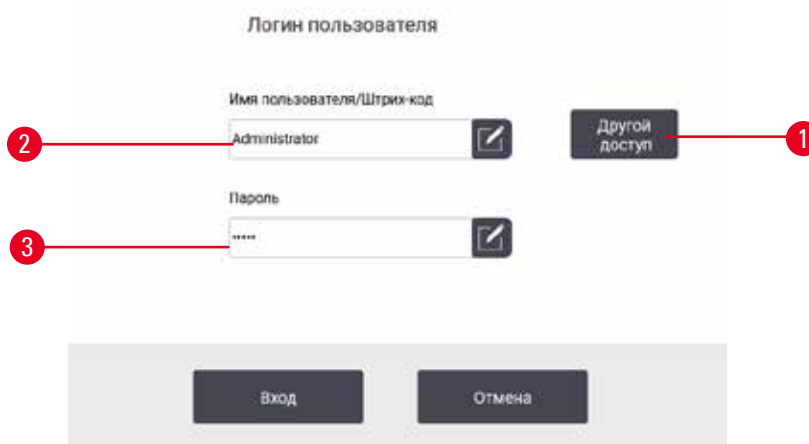 Логин пользователя
Имя пользователя/Штрих-код
2
Administrator
Другой
доступ
1
Пароль
3
•••••
Вход
Отмена